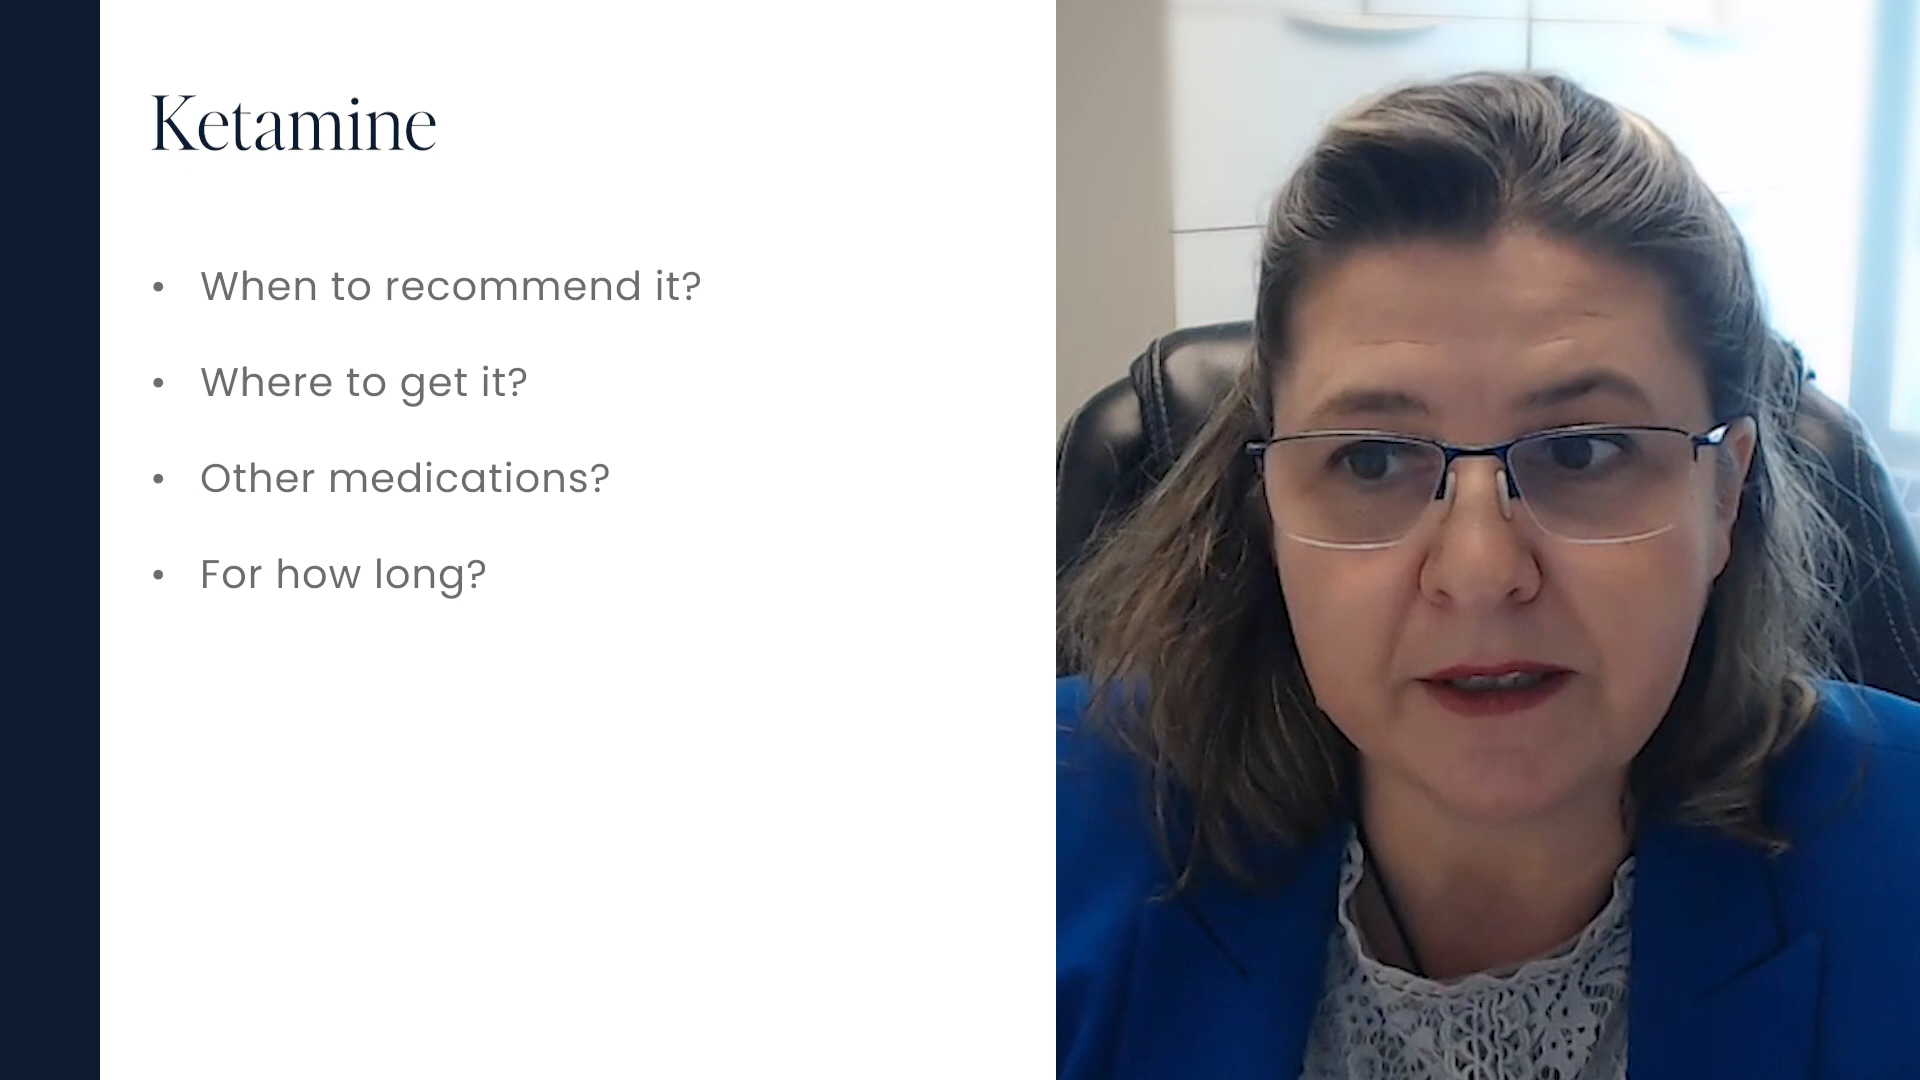 Ketamine
• When to recommend it?
• Where to get it?
• Other medications?
• For how long?